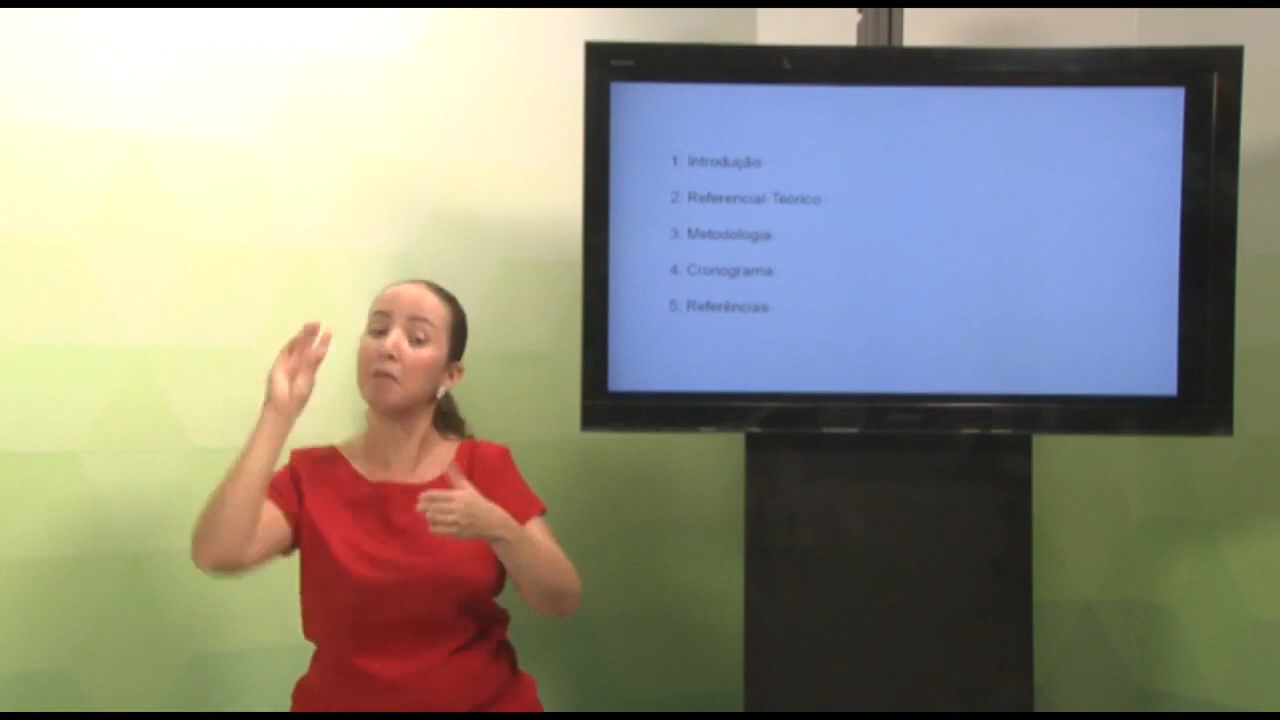 1. Introdução
2. Referencial Teórico
3. Metodologia
4. Cronograma
5. Referências